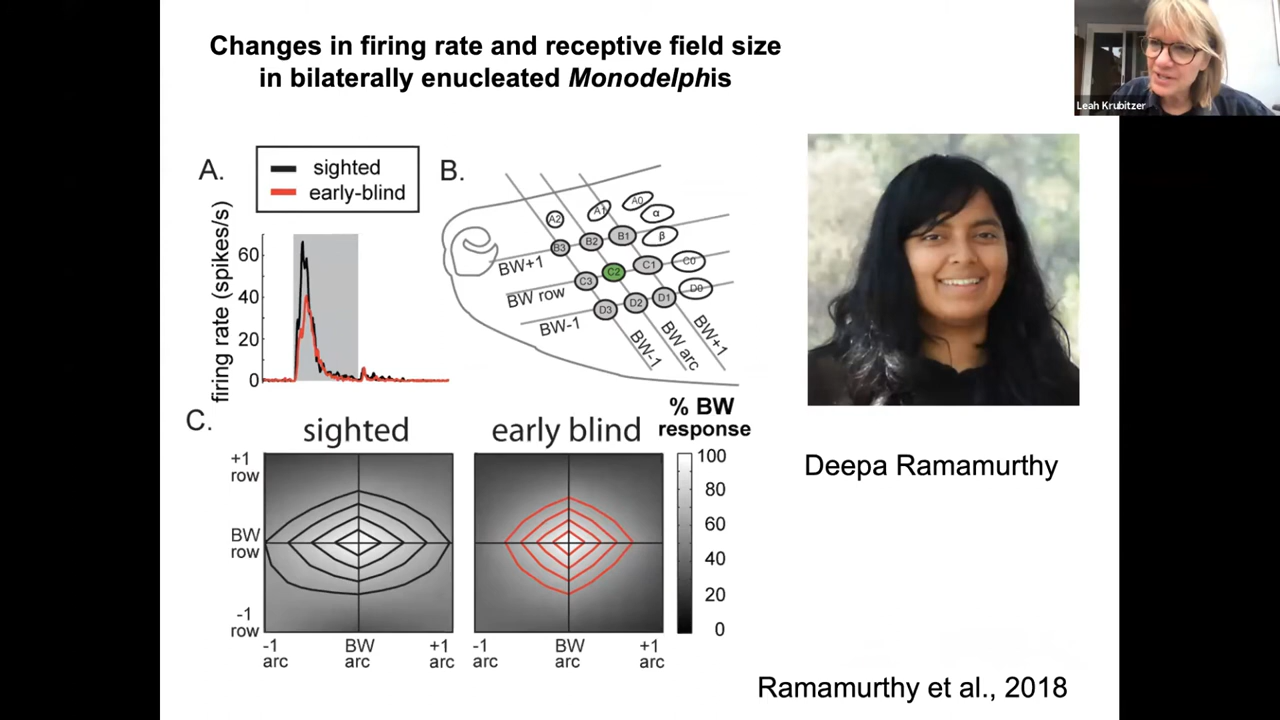 Changes in firing rate and receptive field size
in bilaterally enucleated Monodelphis
Leah Krubitzer
A.
sighted
early-blind
firing rate (spikes/s)
60
40
20
0
B.
A2
A1
A0
α
B3
B2
B1
β
C3
C2
C1
C0
D3
D2
D1
D0
BW+1
BW row
BW-1
BW-1
BW arc
BW+1
Deepa Ramamurthy
C.
sighted
early blind
% BW
response
100
80
60
40
20
0
+1
row
BW
row
-1
row
-1
arc
BW
arc
+1
arc
-1
arc
BW
arc
+1
arc
Ramamurthy et al., 2018